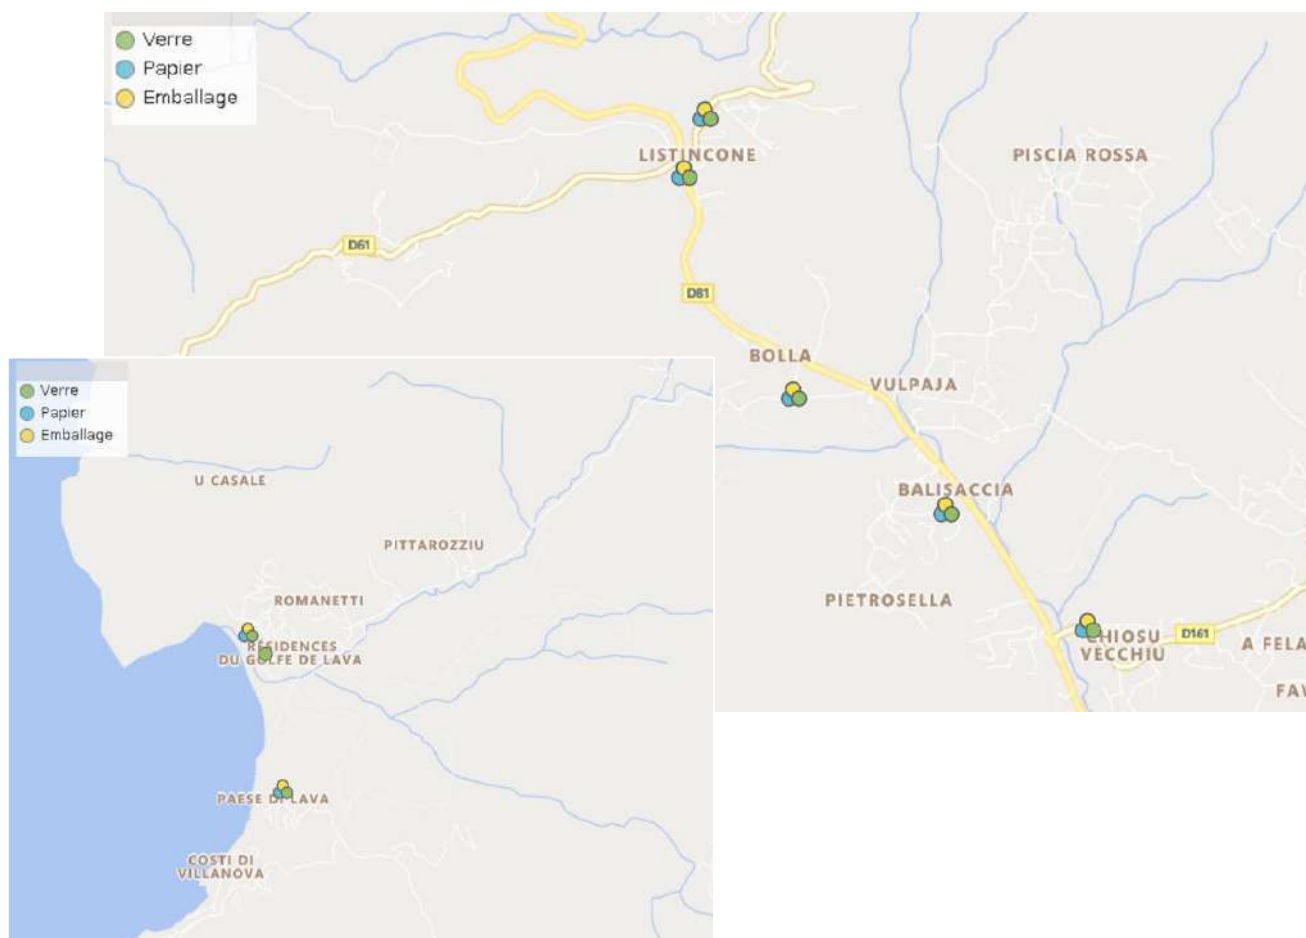 Verre
Papier
Emballage
LISTINCONE
PISCIA ROSSA
D61
D81
BOLLA
VULPAJA
BALISACCIA
PIETROSELLA
CHIOSU
VECCHIU
D161
A FELA
FAV
Verre
Papier
Emballage
U CASALE
PITTAROZZIU
ROMANETTI
RÉSIDENCES
DU GOLFE DE LAVA
PAESE DI LAVA
COSTI DI
VILLANOVA